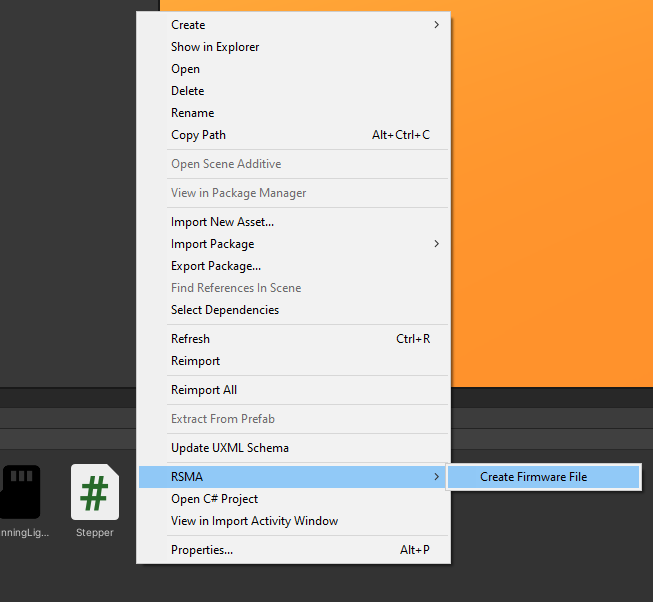 Create
Show in Explorer
Open
Delete
Rename
Copy Path Alt+Ctrl+C
Open Scene Additive
View in Package Manager
Import New Asset...
Import Package
Export Package...
Find References In Scene
Select Dependencies
Refresh Ctrl+R
Reimport
Reimport All
Extract From Prefab
Update UXML Schema
RSMA Create Firmware File
Open C# Project
View in Import Activity Window
nningLig... Stepper
Properties... Alt+P